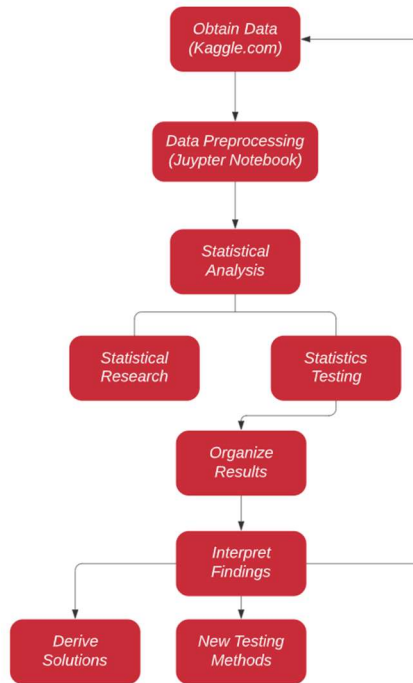 Obtain Data
(Kaggle.com)
Data Preprocessing
(Juypter Notebook)
Statistical
Analysis
Statistical
Research
Statistics
Testing
Organize
Results
Interpret
Findings
Derive
Solutions
New Testing
Methods